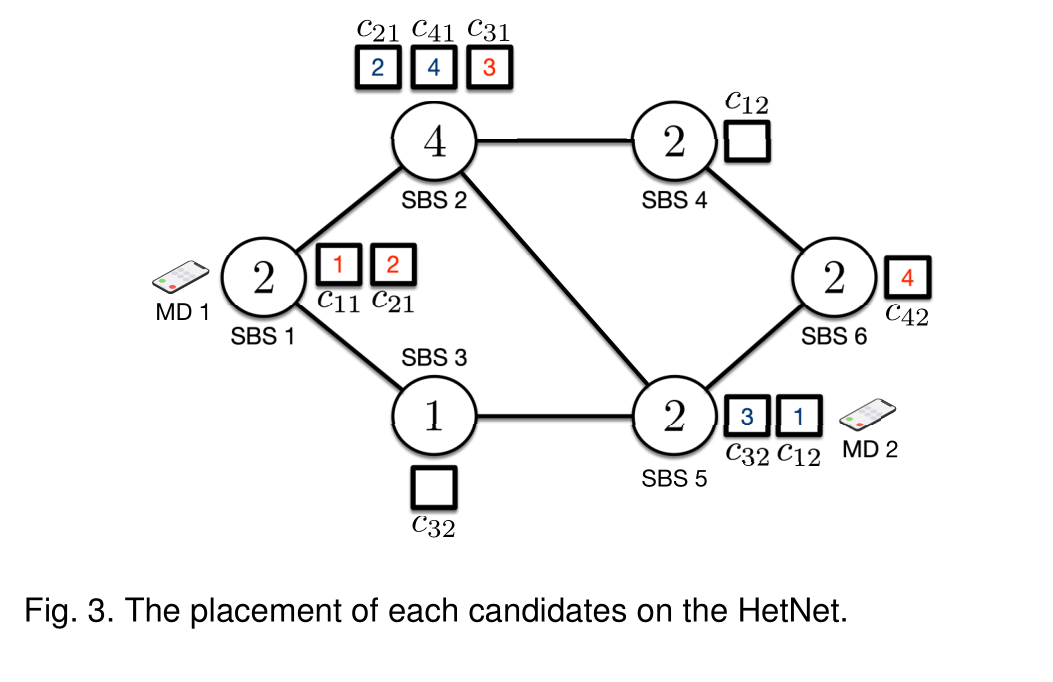 c21 c41 c31
2 4 3
c12
4 2
SBS 2 SBS 4
2 1 2 2 4
MD 1 c11 c21 c42
SBS 1 SBS 6
SBS 3
1 2 3 1
c32 c12 MD 2
SBS 5
c32
Fig. 3. The placement of each candidates on the HetNet.